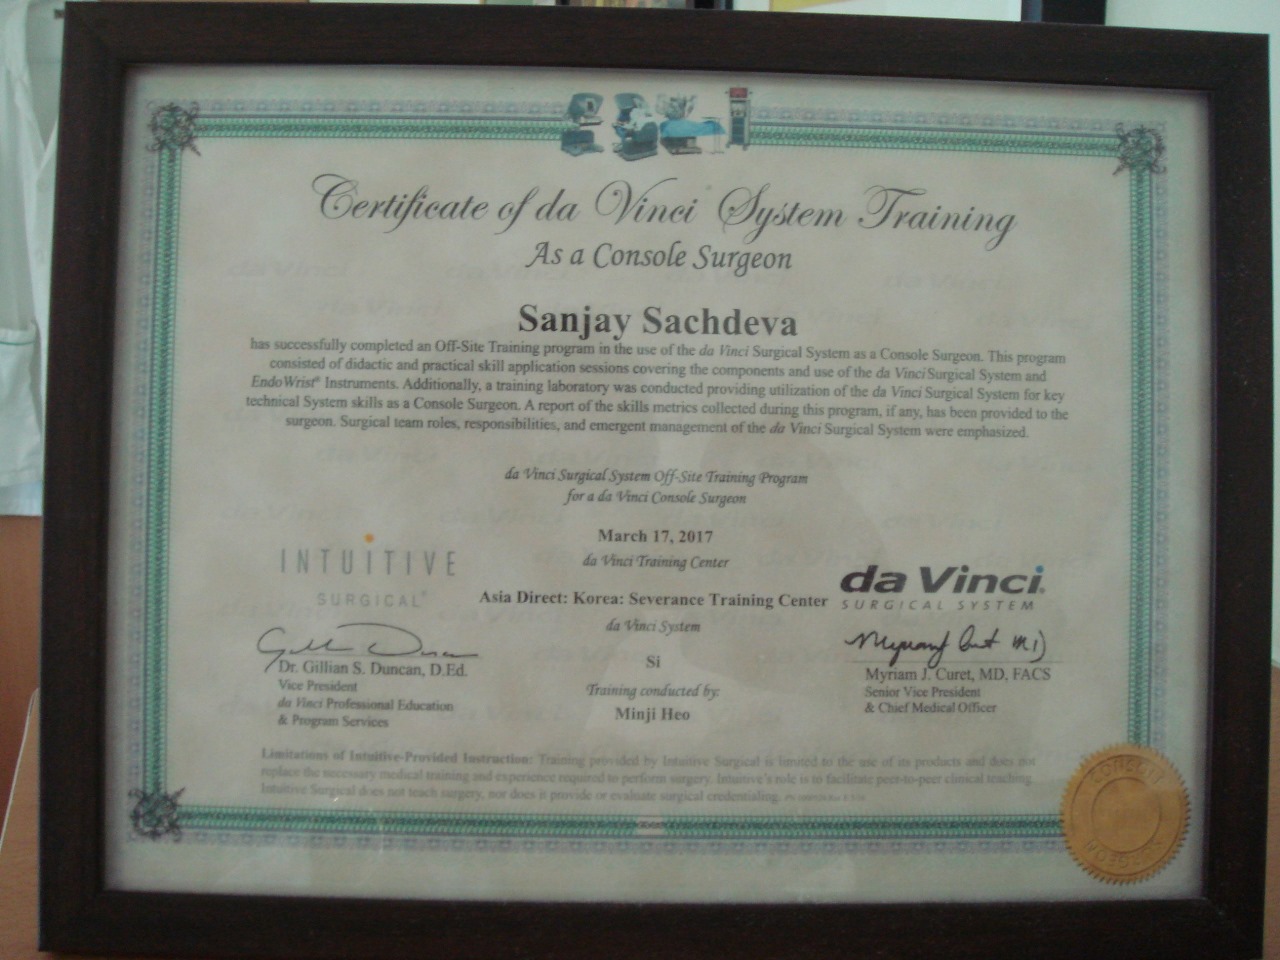 Certificate of da Vinci System Training
As a Console Surgeon
Sanjay Sachdeva
has successfully completed an Off-Site Training program in the use of the da Vinci Surgical System as a Console Surgeon. This program
consisted of didactic and practical skill application sessions covering the components and use of the da Vinci Surgical System and
EndoWrist® Instruments. Additionally, a training laboratory was conducted providing utilization of the da Vinci Surgical System for key
technical System skills as a Console Surgeon. A report of the skills metrics collected during this program, if any, has been provided to the
surgeon. Surgical team roles, responsibilities, and emergent management of the da Vinci Surgical System were emphasized.
da Vinci Surgical System Off-Site Training Program
for a da Vinci Console Surgeon
March 17, 2017
da Vinci Training Center
Asia Direct: Korea: Severance Training Center
da Vinci System
Si
Training conducted by:
Minji Heo
INTUITIVE
SURGICAL®
Dr. Gillian S. Duncan, D.Ed.
Vice President
da Vinci Professional Education
& Program Services
da Vinci®
SURGICAL SYSTEM
Myriam J. Curet, MD, FACS
Senior Vice President
& Chief Medical Officer
Limitations of Intuitive-Provided Instruction: Training provided by Intuitive Surgical is limited to the use of its products and does not
replace the necessary medical training and experience required to perform surgery. Intuitive's role is to facilitate peer-to-peer clinical teaching.
Intuitive Surgical does not teach surgery, nor does it provide or evaluate surgical credentialing.
CONSOLE
SURGEON